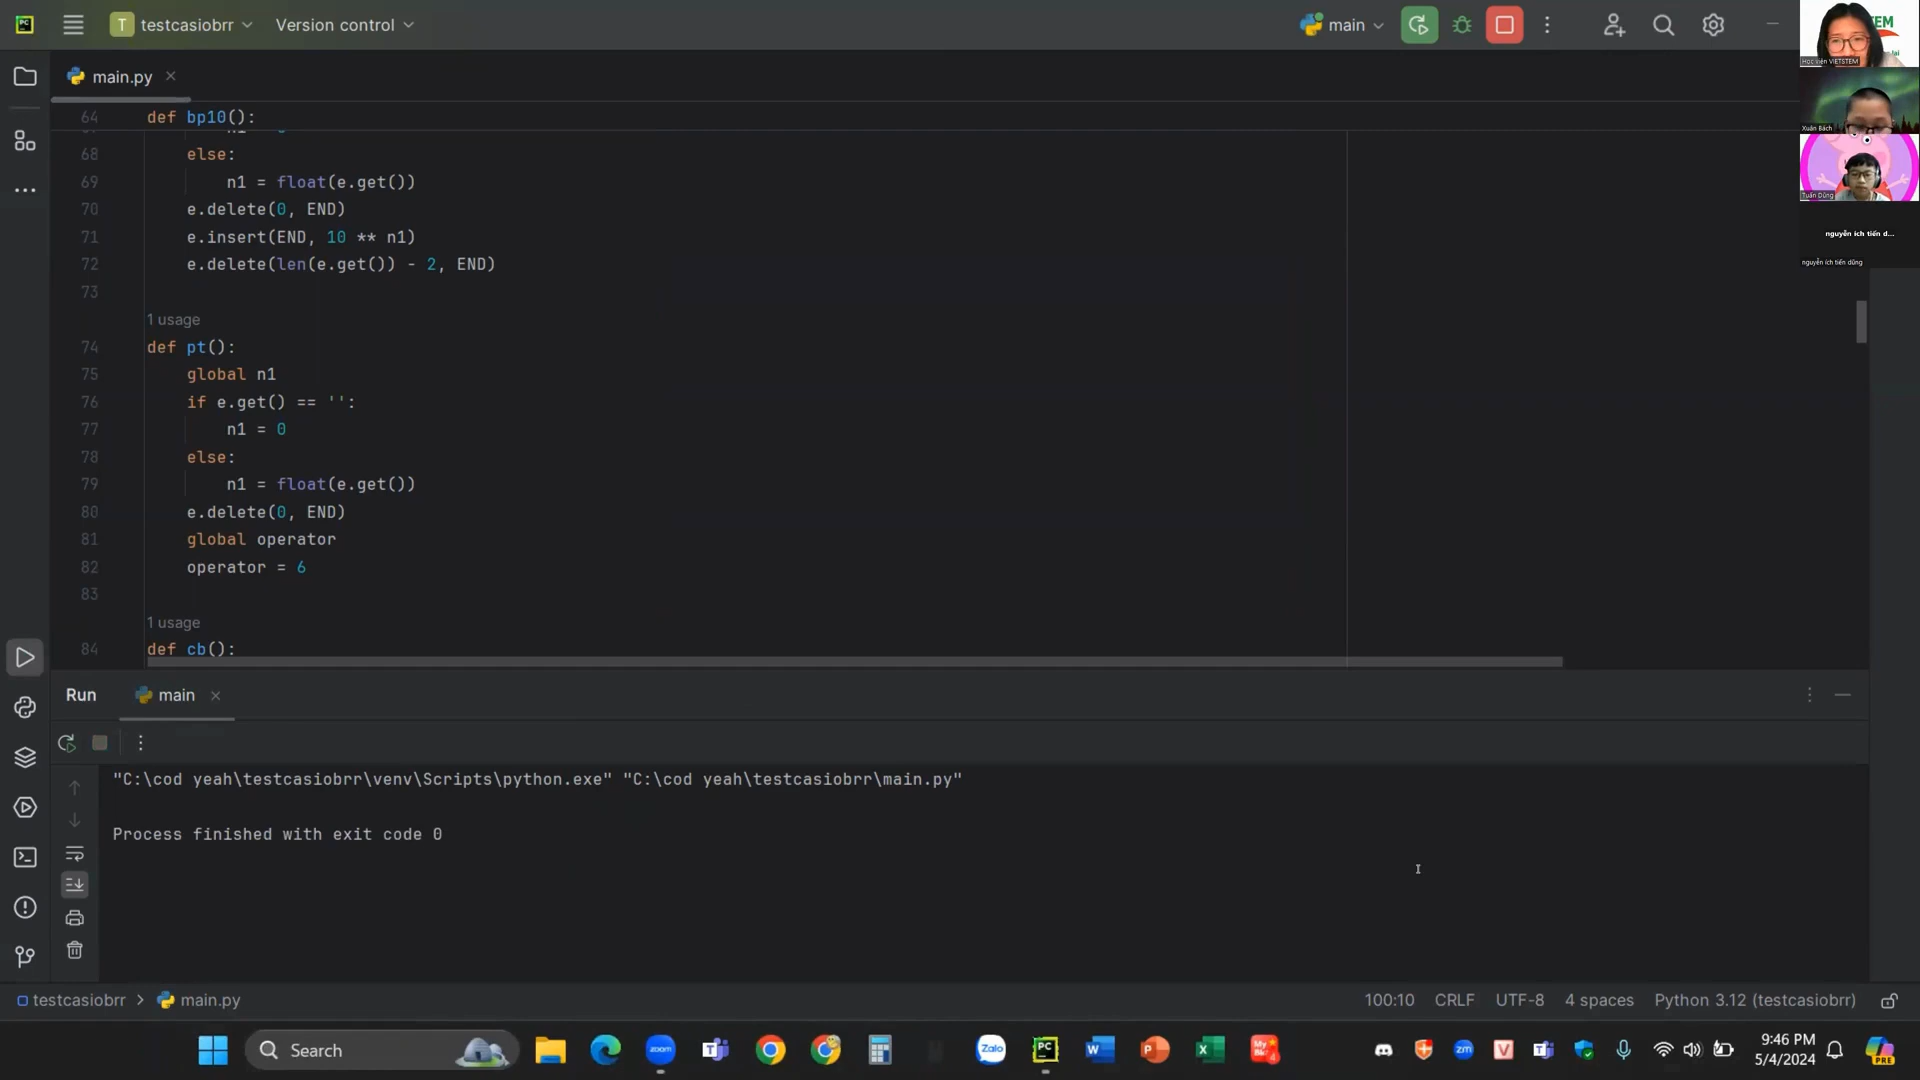 T testcasiobrr Version control main
main.py
64 def bp10():
68 else:
69 n1 = float(e.get())
70 e.delete(0, END)
71 e.insert(END, 10 ** n1)
72 e.delete(len(e.get()) - 2, END)
73
1 usage
74 def pt():
75 global n1
76 if e.get() == '':
77 n1 = 0
78 else:
79 n1 = float(e.get())
80 e.delete(0, END)
81 global operator
82 operator = 6
83
1 usage
84 def cb():
Học viện VIETSTEM
Xuân Bách
Tuấn Dũng
nguyễn ích tiến d...
nguyễn ích tiến dũng
Run main
"C:\cod yeah\testcasiobrr\venv\Scripts\python.exe" "C:\cod yeah\testcasiobrr\main.py"
Process finished with exit code 0
testcasiobrr > main.py 100:10 CRLF UTF-8 4 spaces Python 3.12 (testcasiobrr)
Search 9:46 PM
5/4/2024